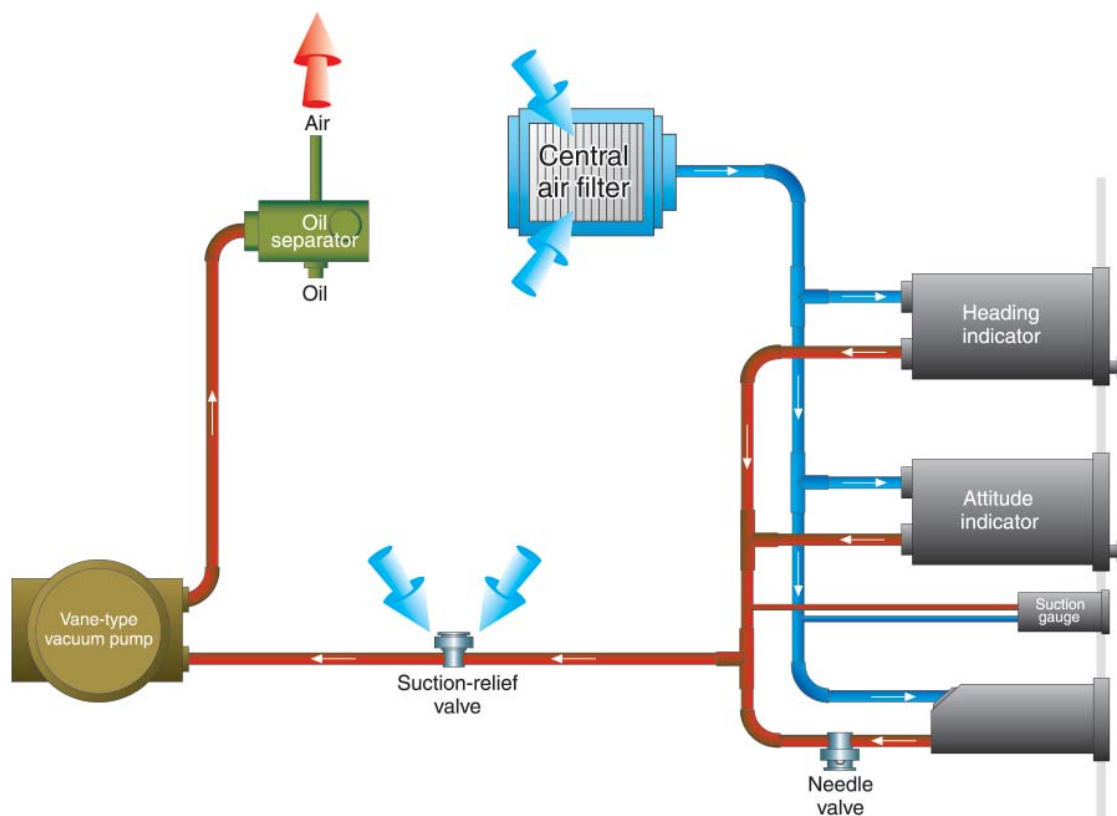 Air
Oil
separator
Oil
Central
air filter
Heading
indicator
Attitude
indicator
Suction
gauge
Vane-type
vacuum pump
Suction-relief
valve
Needle
valve